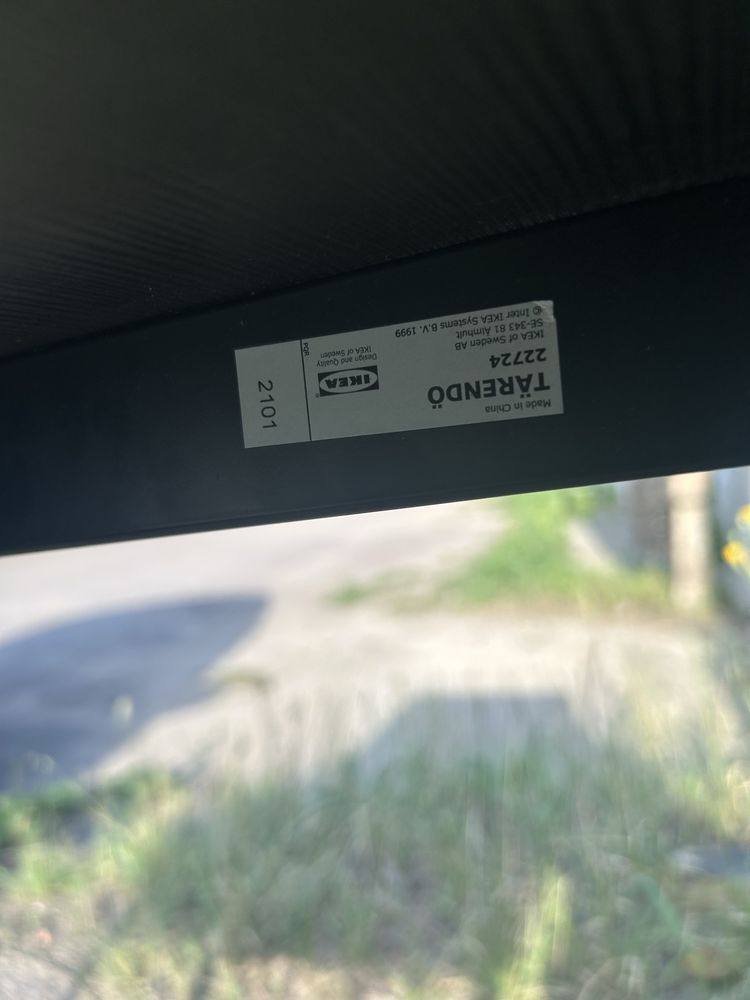 Made in China
TÄRENDÖ
22724
IKEA of Sweden AB
SE-343 81 Älmhult
© Inter IKEA Systems B.V. 1999
IKEA®
Design and Quality
IKEA of Sweden
PQR
2101